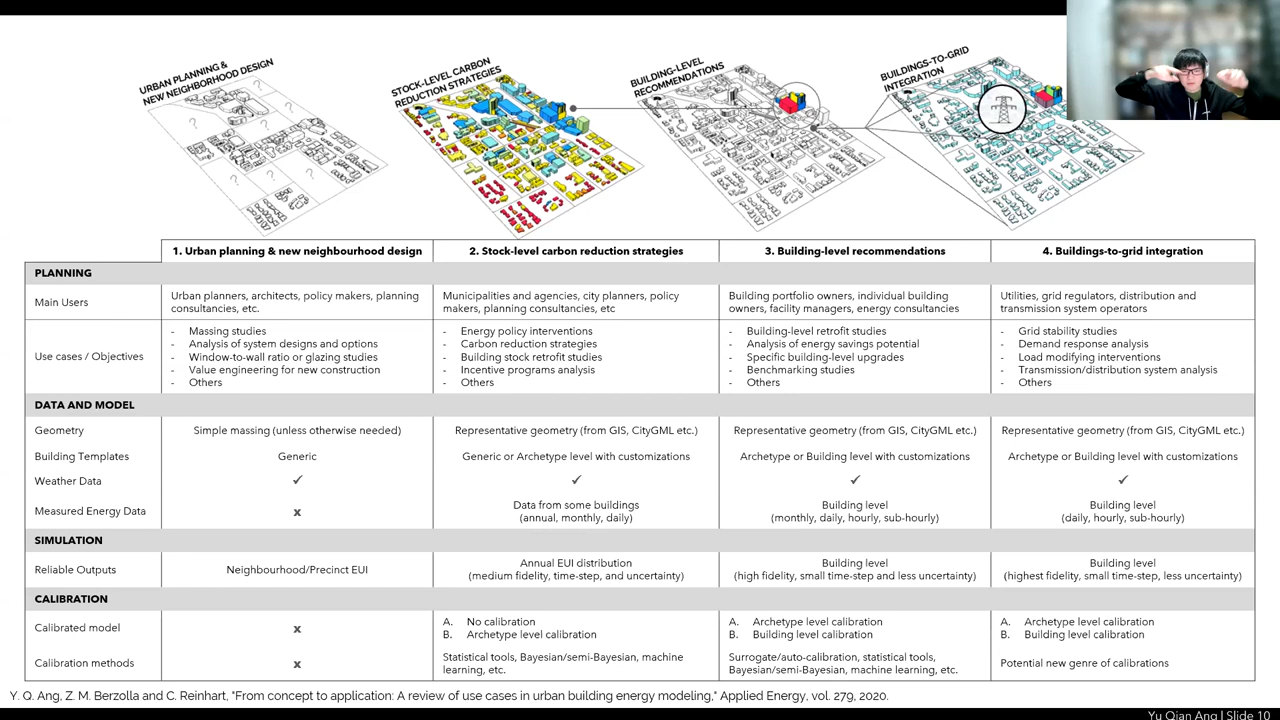 URBAN PLANNING &
NEW NEIGHBORHOOD DESIGN
STOCK-LEVEL CARBON
REDUCTION STRATEGIES
BUILDING-LEVEL
RECOMMENDATIONS
BUILDINGS-TO-GRID
INTEGRATION
? ? ? ? ? ? ?
1. Urban planning & new neighbourhood design
2. Stock-level carbon reduction strategies
3. Building-level recommendations
4. Buildings-to-grid integration
PLANNING
Main Users
Urban planners, architects, policy makers, planning
consultancies, etc.
Municipalities and agencies, city planners, policy
makers, planning consultancies, etc
Building portfolio owners, individual building
owners, facility managers, energy consultancies
Utilities, grid regulators, distribution and
transmission system operators
Use cases / Objectives
- Massing studies
- Analysis of system designs and options
- Window-to-wall ratio or glazing studies
- Value engineering for new construction
- Others
- Energy policy interventions
- Carbon reduction strategies
- Building stock retrofit studies
- Incentive programs analysis
- Others
- Building-level retrofit studies
- Analysis of energy savings potential
- Specific building-level upgrades
- Benchmarking studies
- Others
- Grid stability studies
- Demand response analysis
- Load modifying interventions
- Transmission/distribution system analysis
- Others
DATA AND MODEL
Geometry
Simple massing (unless otherwise needed)
Representative geometry (from GIS, CityGML etc.)
Representative geometry (from GIS, CityGML etc.)
Representative geometry (from GIS, CityGML etc.)
Building Templates
Generic
Generic or Archetype level with customizations
Archetype or Building level with customizations
Archetype or Building level with customizations
Weather Data
✓ ✓ ✓ ✓
Measured Energy Data
x
Data from some buildings
(annual, monthly, daily)
Building level
(monthly, daily, hourly, sub-hourly)
Building level
(daily, hourly, sub-hourly)
SIMULATION
Reliable Outputs
Neighbourhood/Precinct EUI
Annual EUI distribution
(medium fidelity, time-step, and uncertainty)
Building level
(high fidelity, small time-step and less uncertainty)
Building level
(highest fidelity, small time-step, less uncertainty)
CALIBRATION
Calibrated model
x
A. No calibration
B. Archetype level calibration
A. Archetype level calibration
B. Building level calibration
A. Archetype level calibration
B. Building level calibration
Calibration methods
x
Statistical tools, Bayesian/semi-Bayesian, machine
learning, etc.
Surrogate/auto-calibration, statistical tools,
Bayesian/semi-Bayesian, machine learning, etc.
Potential new genre of calibrations
Y. Q. Ang, Z. M. Berzolla and C. Reinhart, "From concept to application: A review of use cases in urban building energy modeling," Applied Energy, vol. 279, 2020.
Yu Qian Ang | Slide 10